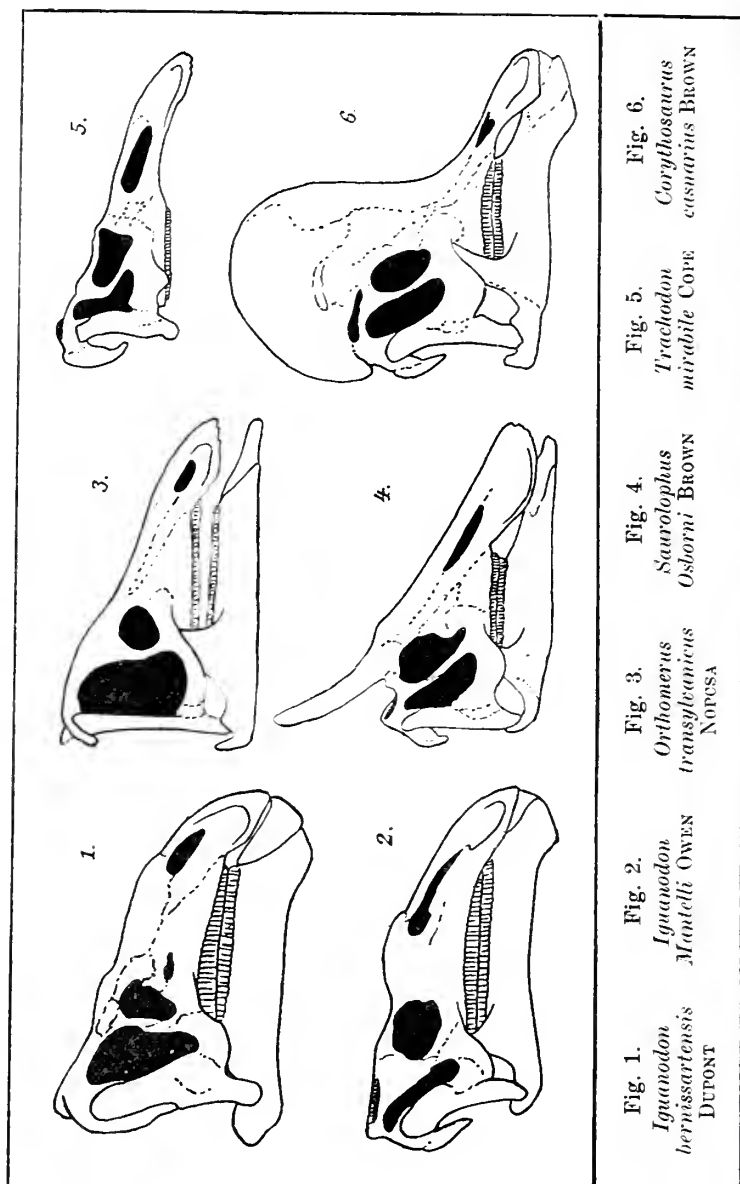 1.
2.
3.
4.
5.
6.
Fig. 1.
Iguanodon
bernissartensis
DUPONT
Fig. 2.
Iguanodon
Mantelli OWEN
Fig. 3.
Orthomerus
transylvanicus
NOPCSA
Fig. 4.
Saurolophus
Osborni BROWN
Fig. 5.
Trachodon
mirabile COPE
Fig. 6.
Corythosaurus
casuarius BROWN